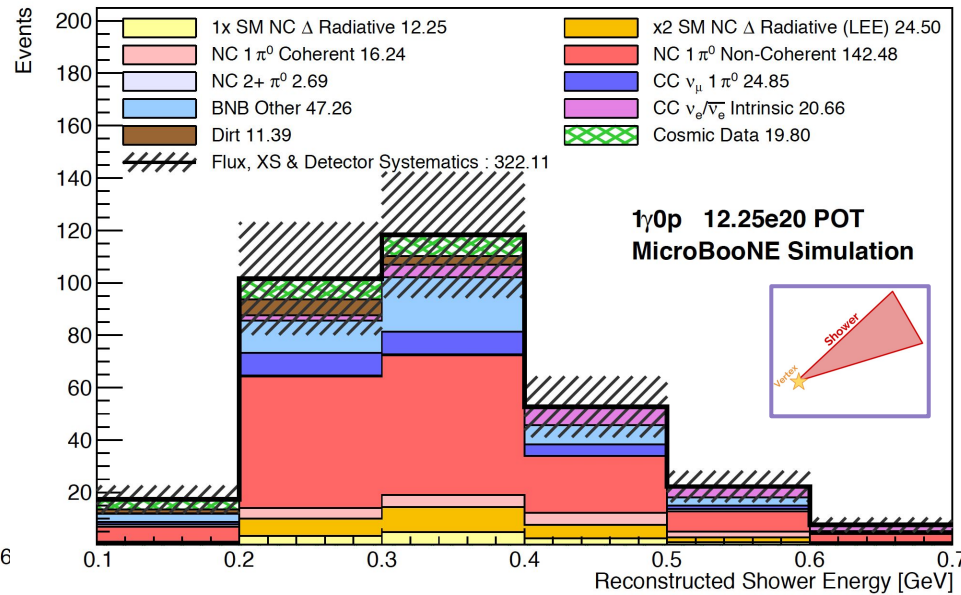 Events
200
180
160
140
120
100
80
60
40
20
1x SM NC Δ Radiative 12.25
x2 SM NC Δ Radiative (LEE) 24.50
NC 1 π⁰ Coherent 16.24
NC 1 π⁰ Non-Coherent 142.48
NC 2+ π⁰ 2.69
CC νμ 1 π⁰ 24.85
BNB Other 47.26
CC νe/ν̅e̅ Intrinsic 20.66
Dirt 11.39
Cosmic Data 19.80
Flux, XS & Detector Systematics : 322.11
1γ0p 12.25e20 POT
MicroBooNE Simulation
Shower
Vertex
6
0.1 0.2 0.3 0.4 0.5 0.6 0.7
Reconstructed Shower Energy [GeV]